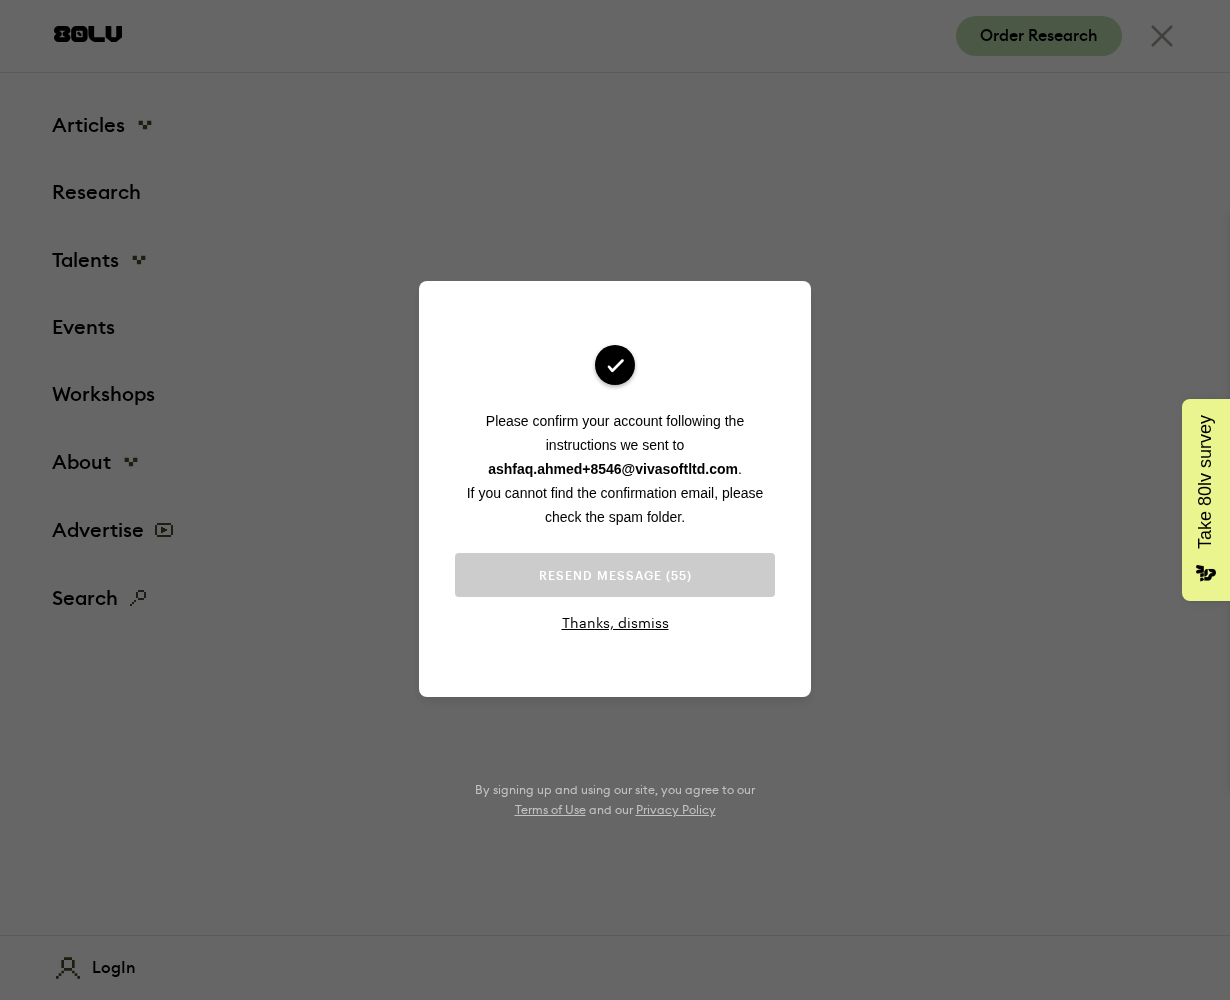 80LV
Order Research
Articles
Research
Talents
Events
Workshops
About
Advertise
Search
Please confirm your account following the
instructions we sent to
ashfaq.ahmed+8546@vivasoftltd.com.
If you cannot find the confirmation email, please
check the spam folder.
RESEND MESSAGE (55)
Thanks, dismiss
Take 80lv survey
By signing up and using our site, you agree to our
Terms of Use and our Privacy Policy
LogIn